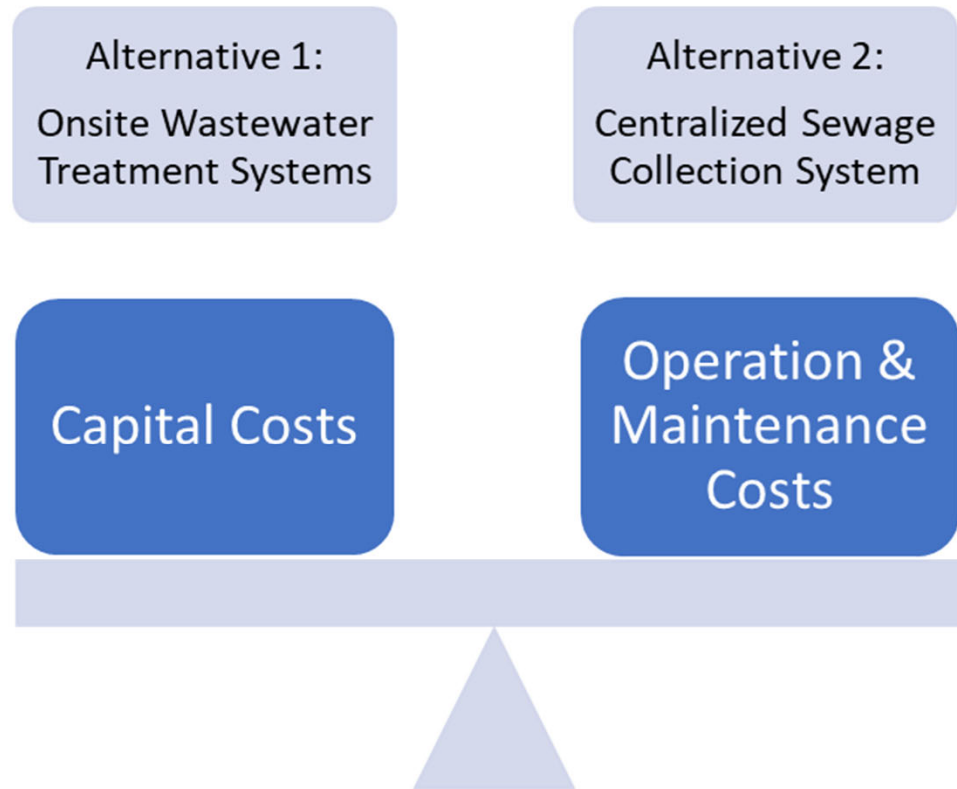 Alternative 1:
Onsite Wastewater
Treatment Systems
Alternative 2:
Centralized Sewage
Collection System
Capital Costs
Operation &
Maintenance
Costs